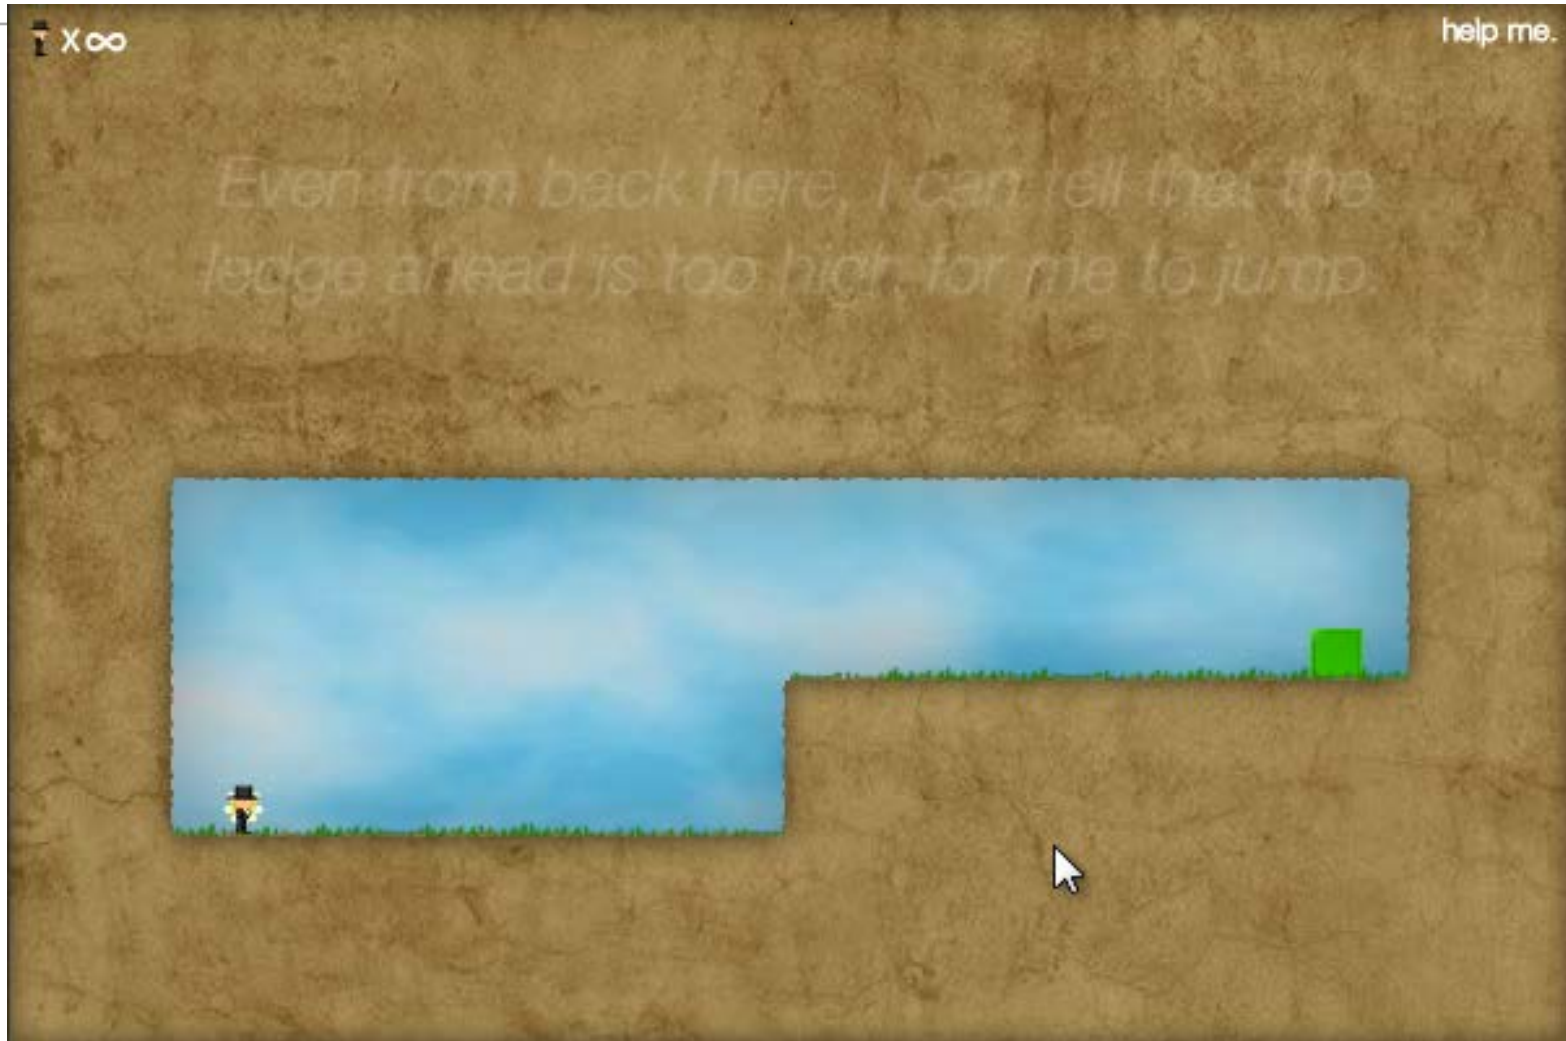 X∞
help me.
Even from back here, I can tell that the
ledge ahead is too high for me to jump.